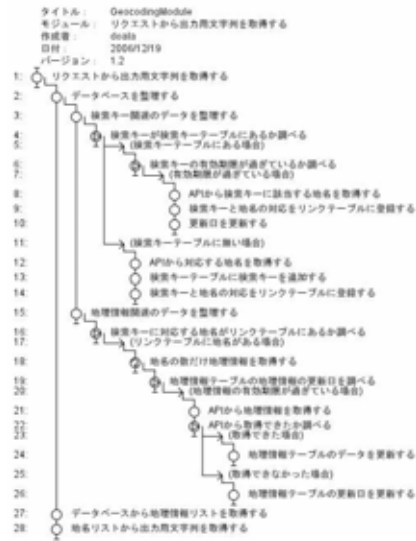 タイトル： GeocodingModule
モジュール： リクエストから出力用文字列を取得する
作成者： doala
日付： 2006/12/19
バージョン： 1.2
1: リクエストから出力用文字列を取得する
2: データベースを整理する
3: 検索キー関連のデータを整理する
4: 検索キーが検索キーテーブルにあるか調べる
5: (検索キーテーブルにある場合)
6: 検索キーの有効期限が過ぎているか調べる
7: (有効期限が過ぎている場合)
8: APIから検索キーに該当する地名を取得する
9: 検索キーと地名の対応をリンクテーブルに登録する
10: 更新日を更新する
11: (検索キーテーブルに無い場合)
12: APIから対応する地名を取得する
13: 検索キーテーブルに検索キーを追加する
14: 検索キーと地名の対応をリンクテーブルに登録する
15: 地理情報関連のデータを整理する
16: 検索キーに対応する地名がリンクテーブルにあるか調べる
17: (リンクテーブルに地名がある場合)
18: 地名の数だけ地理情報を取得する
19: 地理情報テーブルの地理情報の更新日を調べる
20: (地理情報の有効期限が過ぎている場合)
21: APIから地理情報を取得する
22: APIから取得できたか調べる
23: (取得できた場合)
24: 地理情報テーブルのデータを更新する
25: (取得できなかった場合)
26: 地理情報テーブルの更新日を更新する
27: データベースから地理情報リストを取得する
28: 地名リストから出力用文字列を取得する